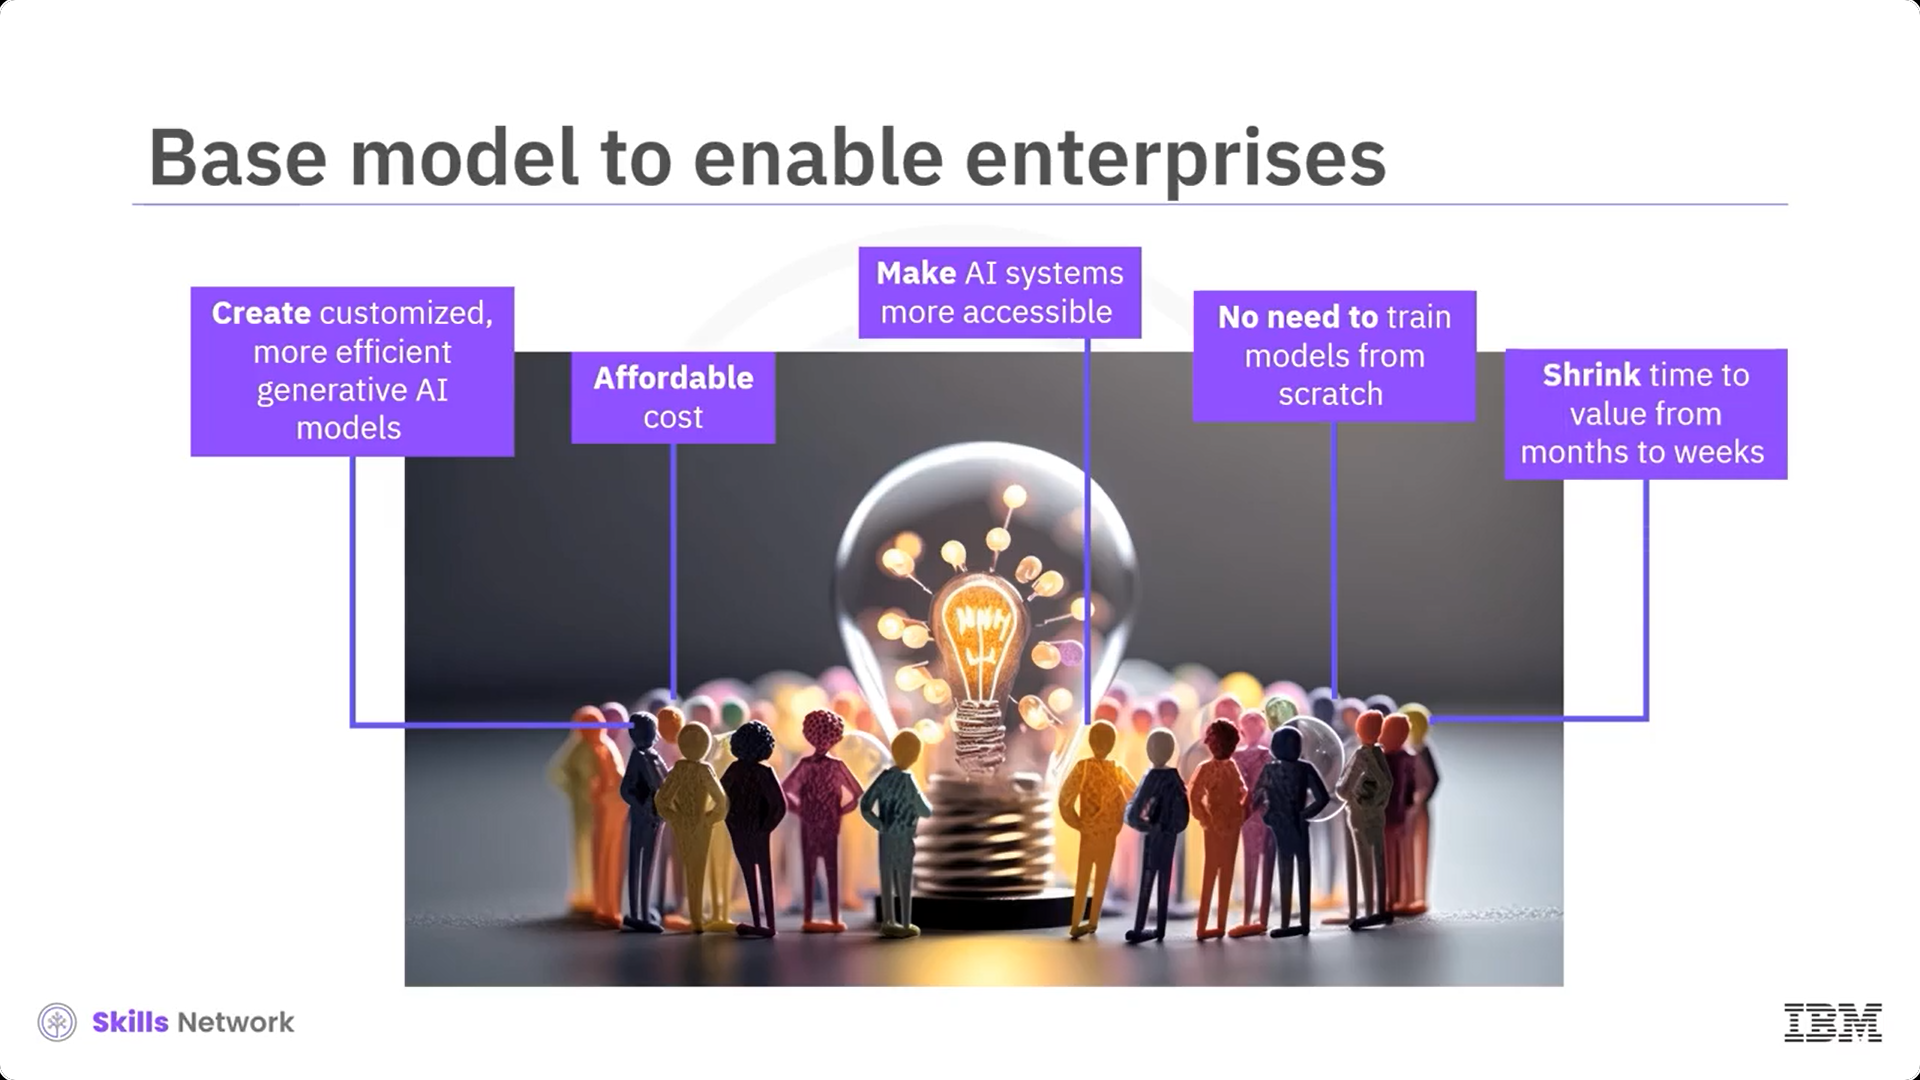 Base model to enable enterprises
Create customized,
more efficient
generative AI
models
Affordable
cost
Make AI systems
more accessible
No need to train
models from
scratch
Shrink time to
value from
months to weeks
Skills Network
IBM